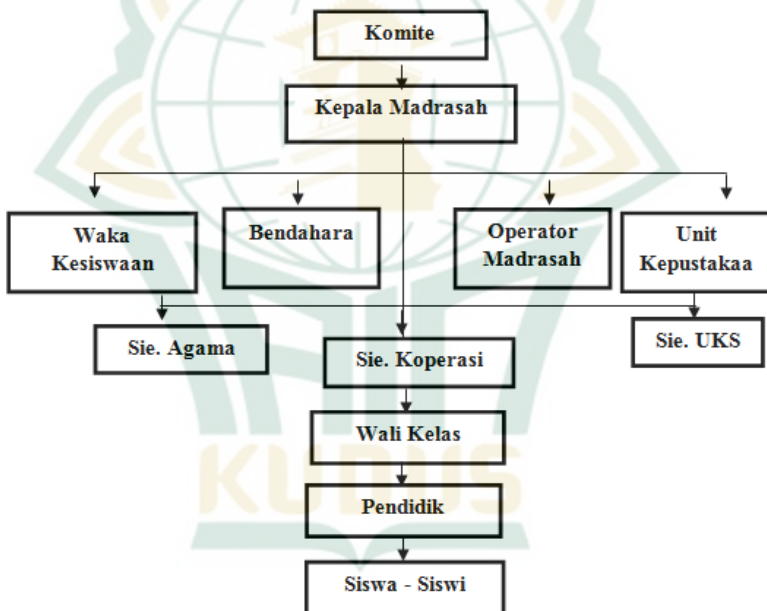 Komite
Kepala Madrasah
Waka
Kesiswaan
Bendahara
Operator
Madrasah
Unit
Kepustakaa
Sie. Agama
Sie. Koperasi
Sie. UKS
Wali Kelas
KUDUS
Pendidik
Siswa - Siswi